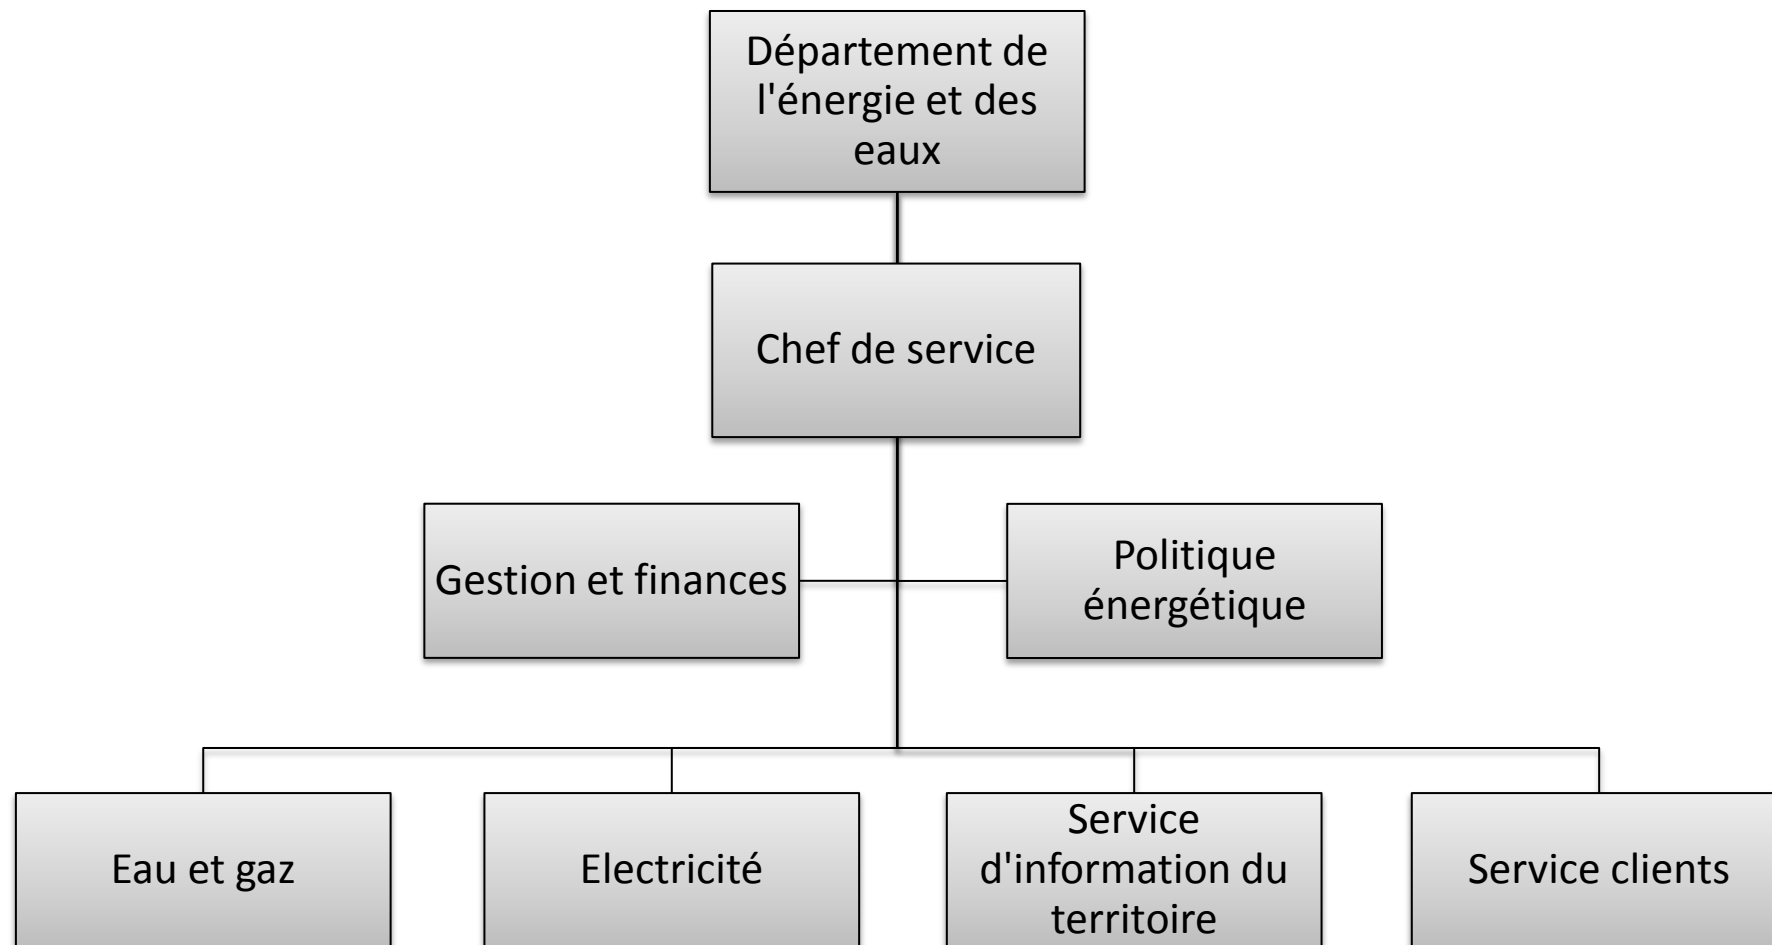 Département de
l'énergie et des
eaux
Chef de service
Gestion et finances
Politique
énergétique
Eau et gaz
Electricité
Service
d'information du
territoire
Service clients